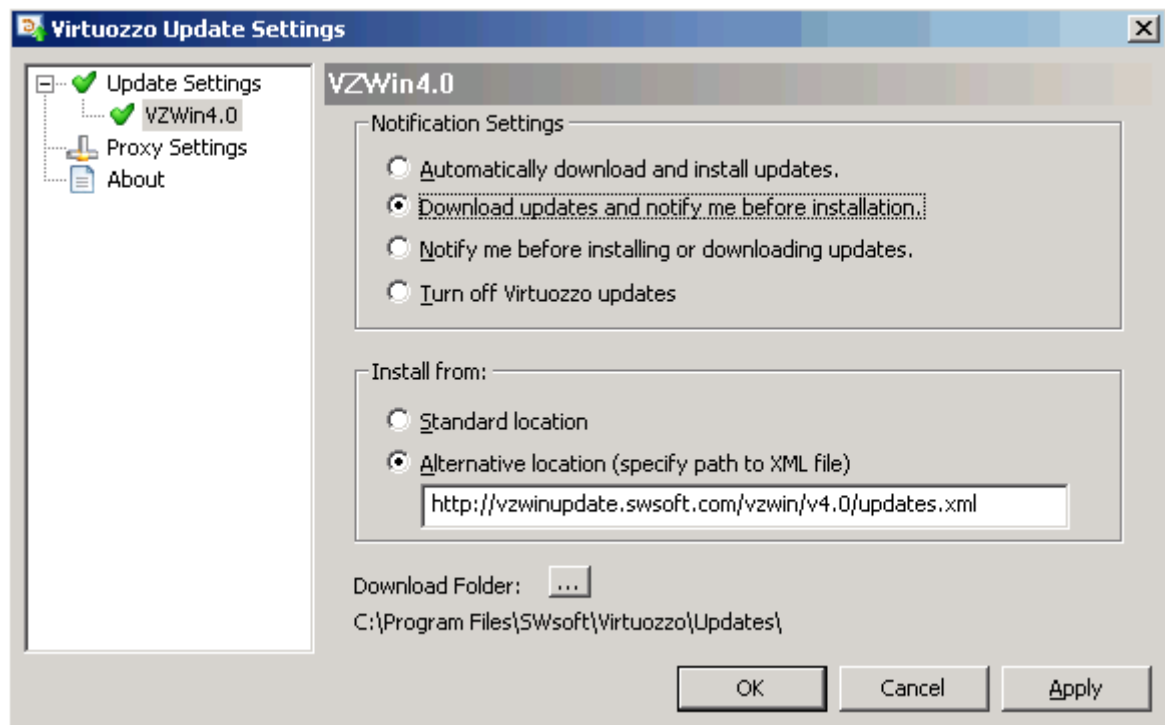 Virtuozzo Update Settings
Update Settings
VZWin4.0
Proxy Settings
About
VZWin4.0
Notification Settings
Automatically download and install updates.
Download updates and notify me before installation.
Notify me before installing or downloading updates.
Turn off Virtuozzo updates
Install from:
Standard location
Alternative location (specify path to XML file)
http://vzwinupdate.swsoft.com/vzwin/v4.0/updates.xml
Download Folder: ...
C:\Program Files\SWsoft\Virtuozzo\Updates\
OK Cancel Apply